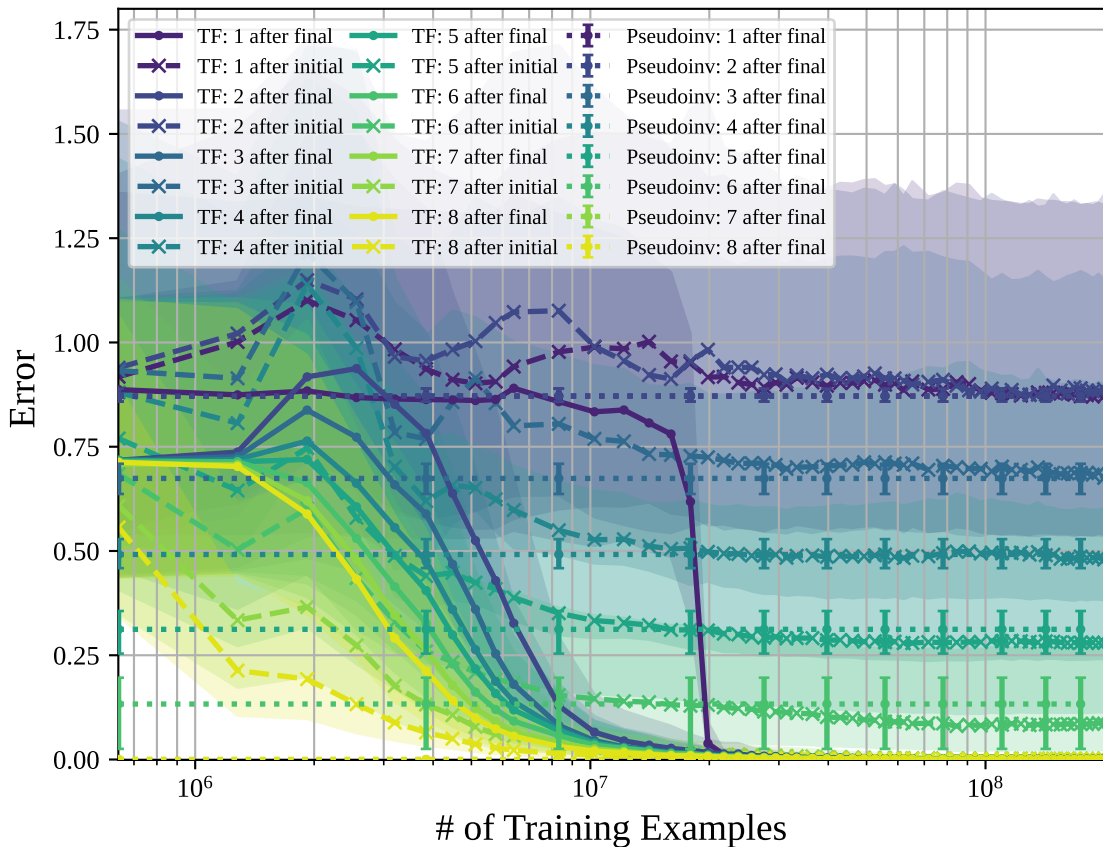 1.75
1.50
1.25
1.00
0.75
0.50
0.25
0.00
Error
TF: 1 after final
TF: 1 after initial
TF: 2 after final
TF: 2 after initial
TF: 3 after final
TF: 3 after initial
TF: 4 after final
TF: 4 after initial
TF: 5 after final
TF: 5 after initial
TF: 6 after final
TF: 6 after initial
TF: 7 after final
TF: 7 after initial
TF: 8 after final
TF: 8 after initial
Pseudoinv: 1 after final
Pseudoinv: 2 after final
Pseudoinv: 3 after final
Pseudoinv: 4 after final
Pseudoinv: 5 after final
Pseudoinv: 6 after final
Pseudoinv: 7 after final
Pseudoinv: 8 after final
10⁶ 10⁷ 10⁸
# of Training Examples